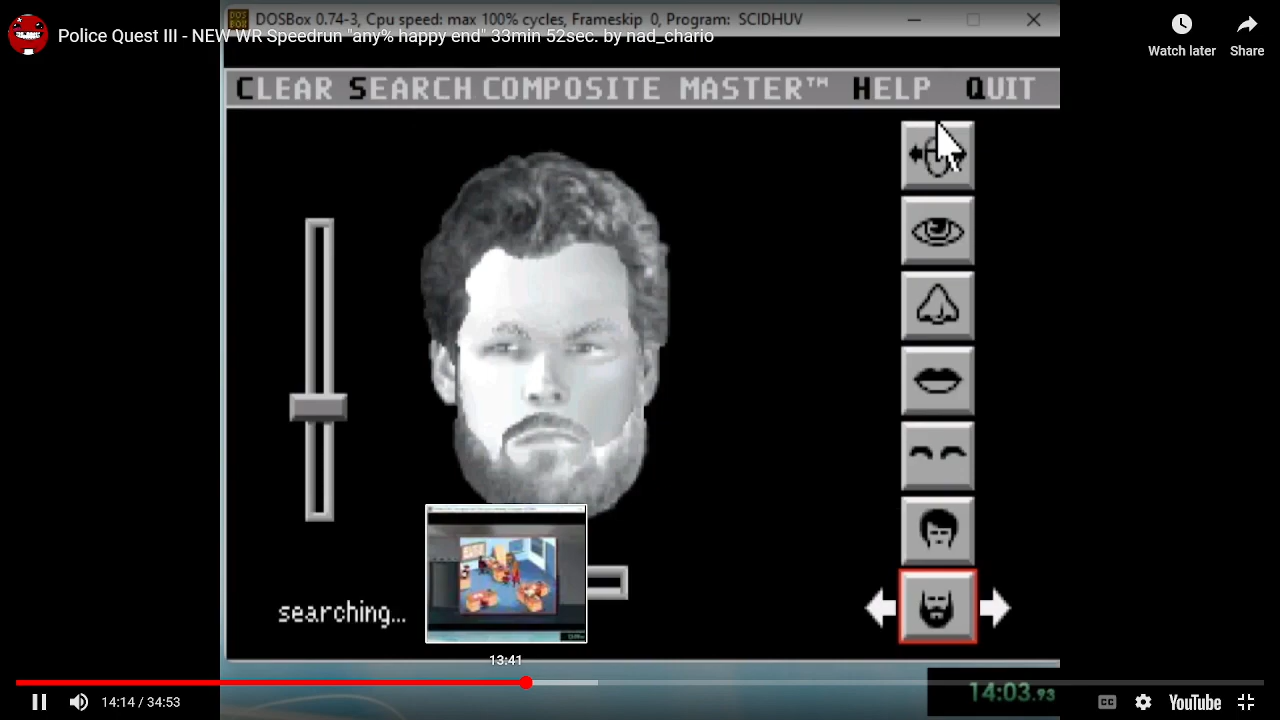 DOSBox 0.74-3, Cpu speed: max 100% cycles, Frameskip 0, Program: SCIDHUV
Police Quest III - NEW WR Speedrun "any% happy end" 33min 52sec. by nad_chario
Watch later
Share
CLEAR SEARCH COMPOSITE MASTER™ HELP QUIT
searching...
13:41
14:14 / 34:53
14:03.93
CC
YouTube